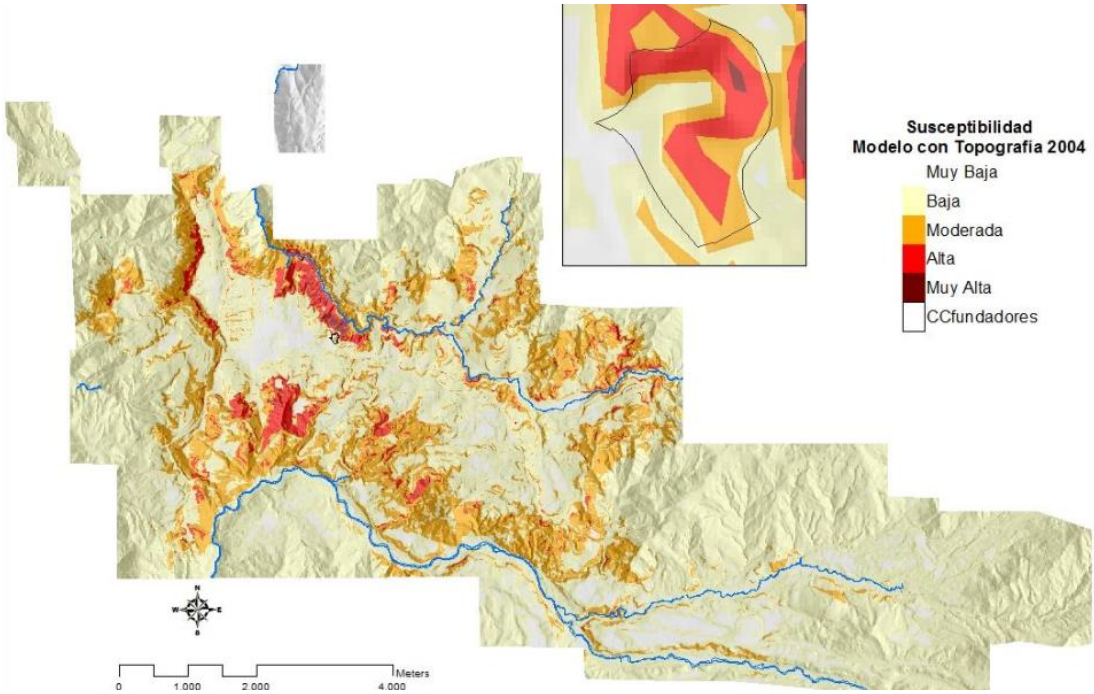 Susceptibilidad
Modelo con Topografia 2004
Muy Baja
Baja
Moderada
Alta
Muy Alta
CCfundadores
N
W E
S
Meters
0 1.000 2.000 4.000